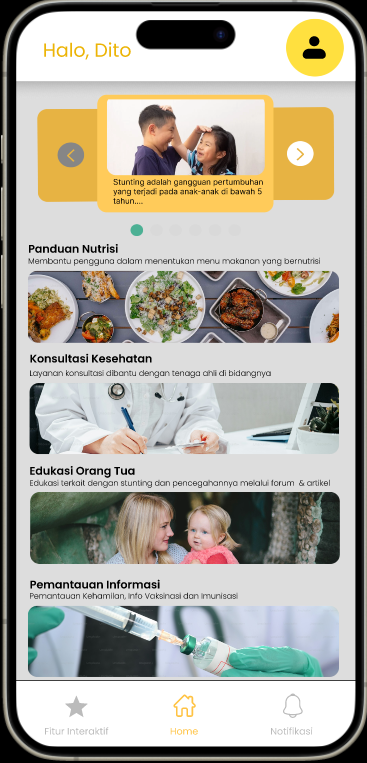 Halo, Dito
Stunting adalah gangguan pertumbuhan
yang terjadi pada anak-anak di bawah 5
tahun....
Panduan Nutrisi
Membantu pengguna dalam menentukan menu makanan yang bernutrisi
Konsultasi Kesehatan
Layanan konsultasi dibantu dengan tenaga ahli di bidangnya
Edukasi Orang Tua
Edukasi terkait dengan stunting dan pencegahannya melalui forum & artikel
Pemantauan Informasi
Pemantauan Kehamilan, Info Vaksinasi dan Imunisasi
Fitur Interaktif
Home
Notifikasi